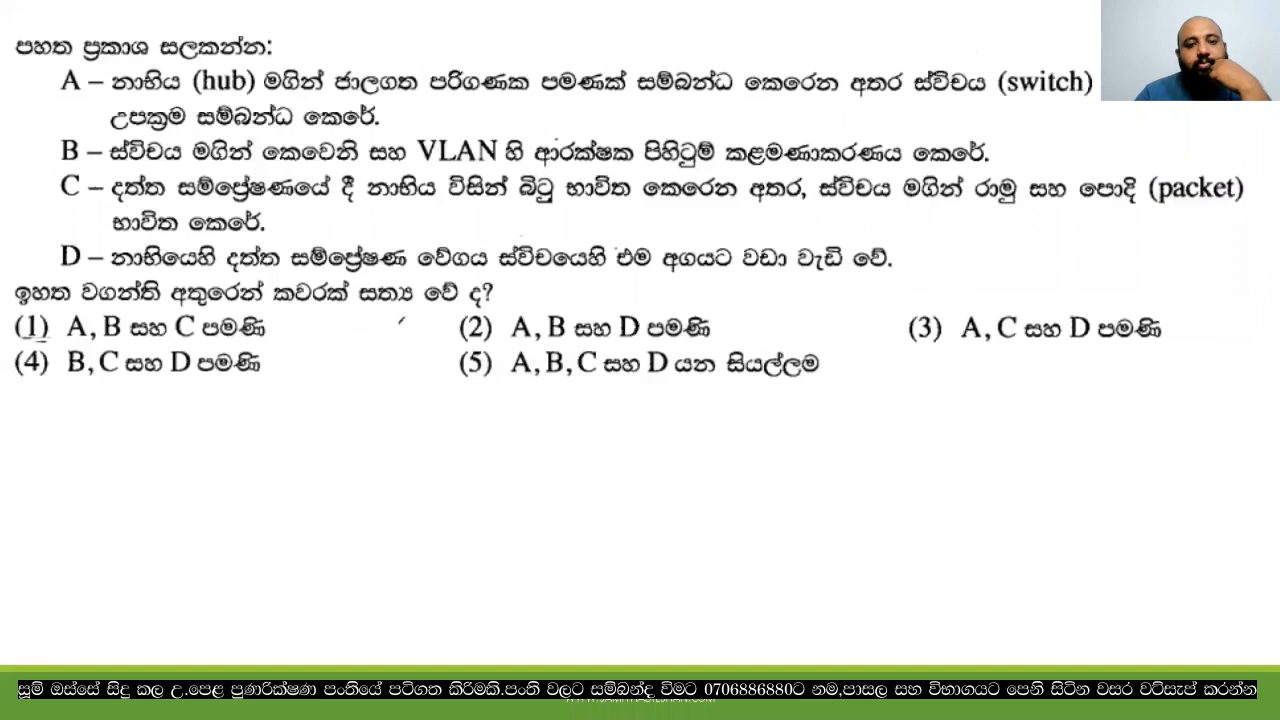 පහත ප්‍රකාශ සලකන්න:
A – නාභිය (hub) මගින් ජාලගත පරිගණක පමණක් සම්බන්ධ කෙරෙන අතර ස්විචය (switch)
උපක්‍රම සම්බන්ධ කෙරේ.
B – ස්විචය මගින් කෙවෙනි සහ VLAN හි ආරක්ෂක පිහිටුම් කළමණාකරණය කෙරේ.
C – දත්ත සම්ප්‍රේෂණයේ දී නාභිය විසින් බිටු භාවිත කෙරෙන අතර, ස්විචය මගින් රාමු සහ පොදි (packet)
භාවිත කෙරේ.
D – නාභියෙහි දත්ත සම්ප්‍රේෂණ වේගය ස්විචයෙහි එම අගයට වඩා වැඩි වේ.
ඉහත වගන්ති අතුරෙන් කවරක් සත්‍ය වේ ද?
(1) A, B සහ C පමණි (2) A, B සහ D පමණි (3) A, C සහ D පමණි
(4) B, C සහ D පමණි (5) A, B, C සහ D යන සියල්ලම
සූම් ඔස්සේ සිදු කල උ.පෙළ පුණරීක්ෂණ පංතියේ පටිගත කිරීමකි.පංති වලට සම්බන්ද වීමට 0706886880ට නම,පාසල සහ විභාගයට පෙනී සිටින වසර වට්සැප් කරන්න